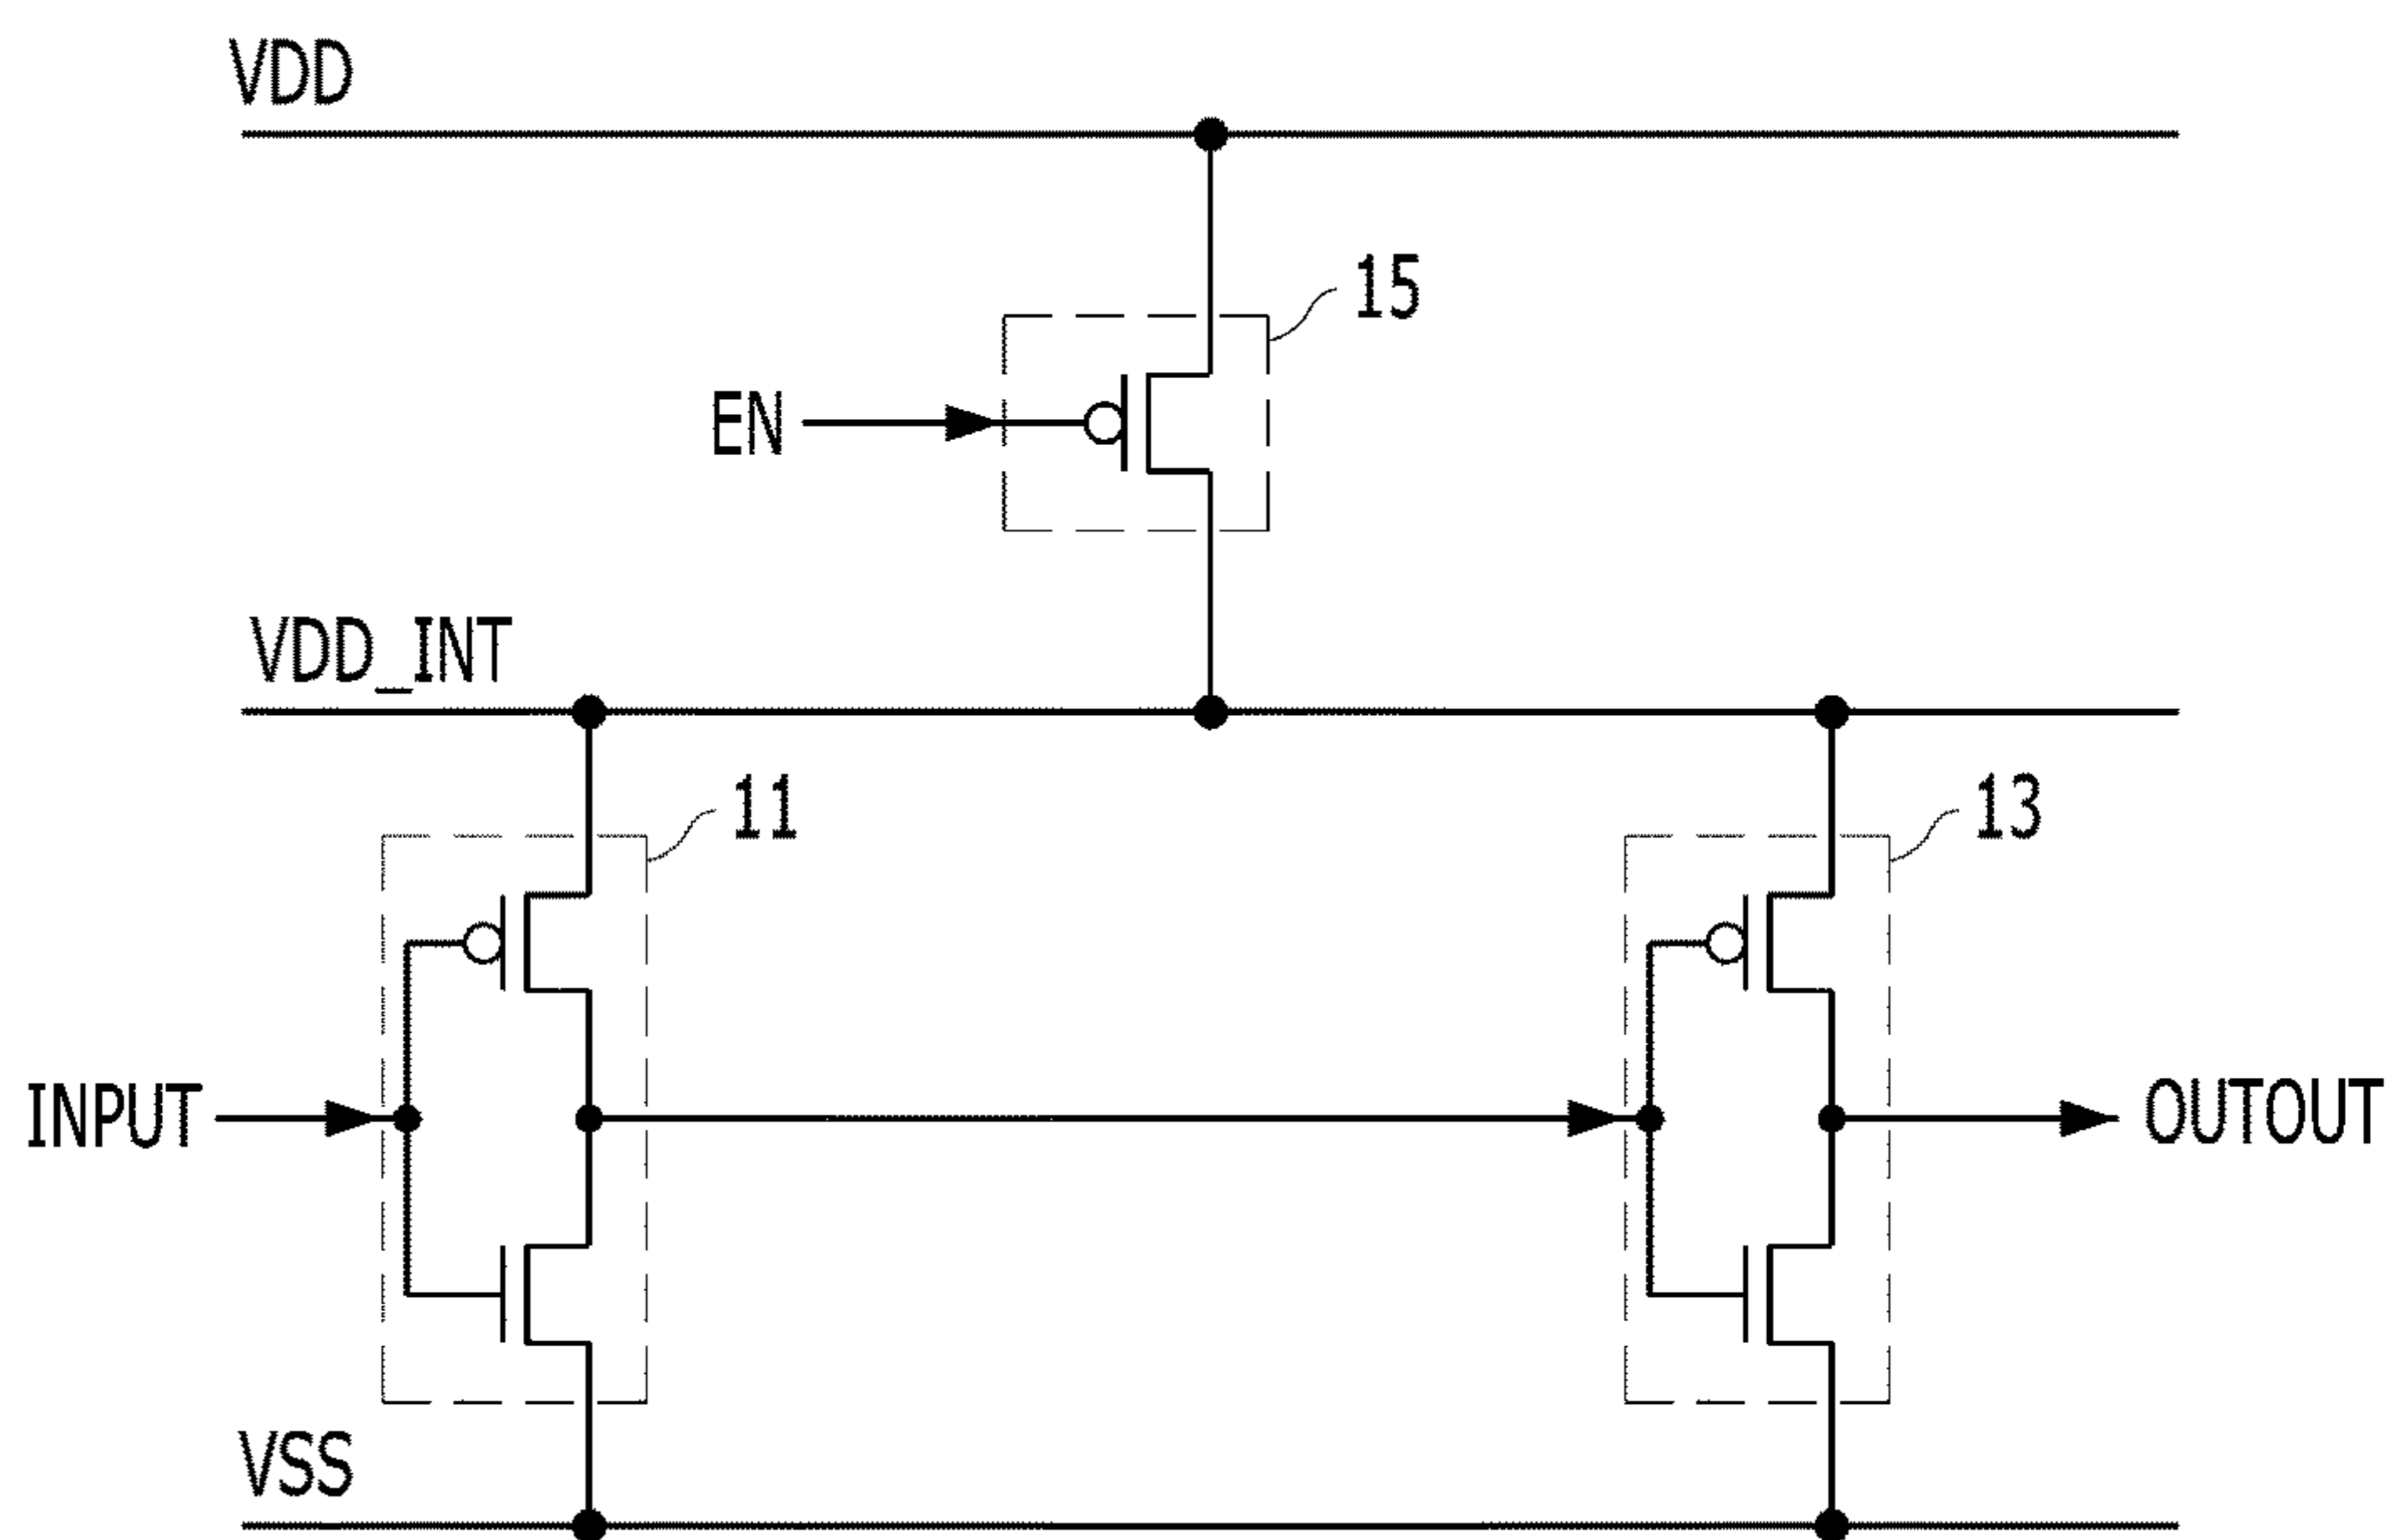 VDD
15
EN
VDD_INT
11
13
INPUT
OUTOUT
VSS